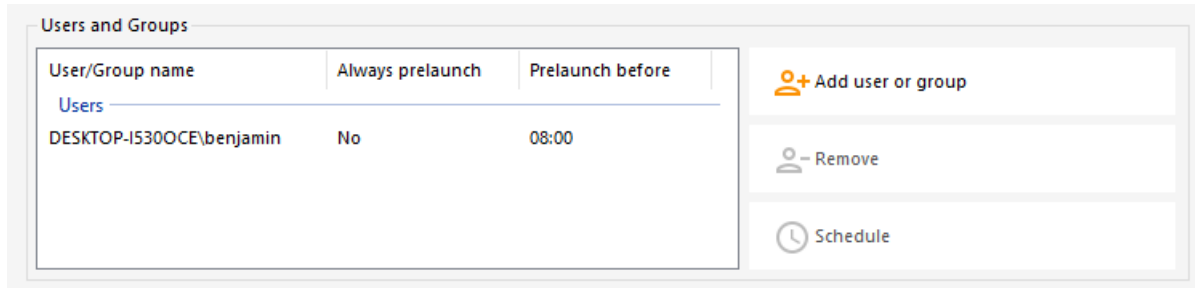 Users and Groups
User/Group name Always prelaunch Prelaunch before
Users
DESKTOP-I530OCE\benjamin No 08:00
Add user or group
Remove
Schedule